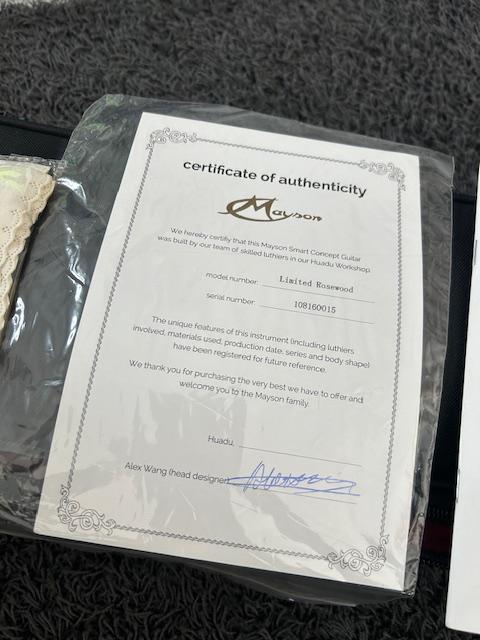 certificate of authenticity
Mayson
We hereby certify that this Mayson Smart Concept Guitar
was built by our team of skilled luthiers in our Huadu Workshop.
model number: Limited Rosewood
serial number: 108160015
The unique features of this instrument (including luthiers
involved, materials used, production date, series and body shape)
have been registered for future reference.
We thank you for purchasing the very best we have to offer and
welcome you to the Mayson family.
Huadu,
Alex Wang (head designer)